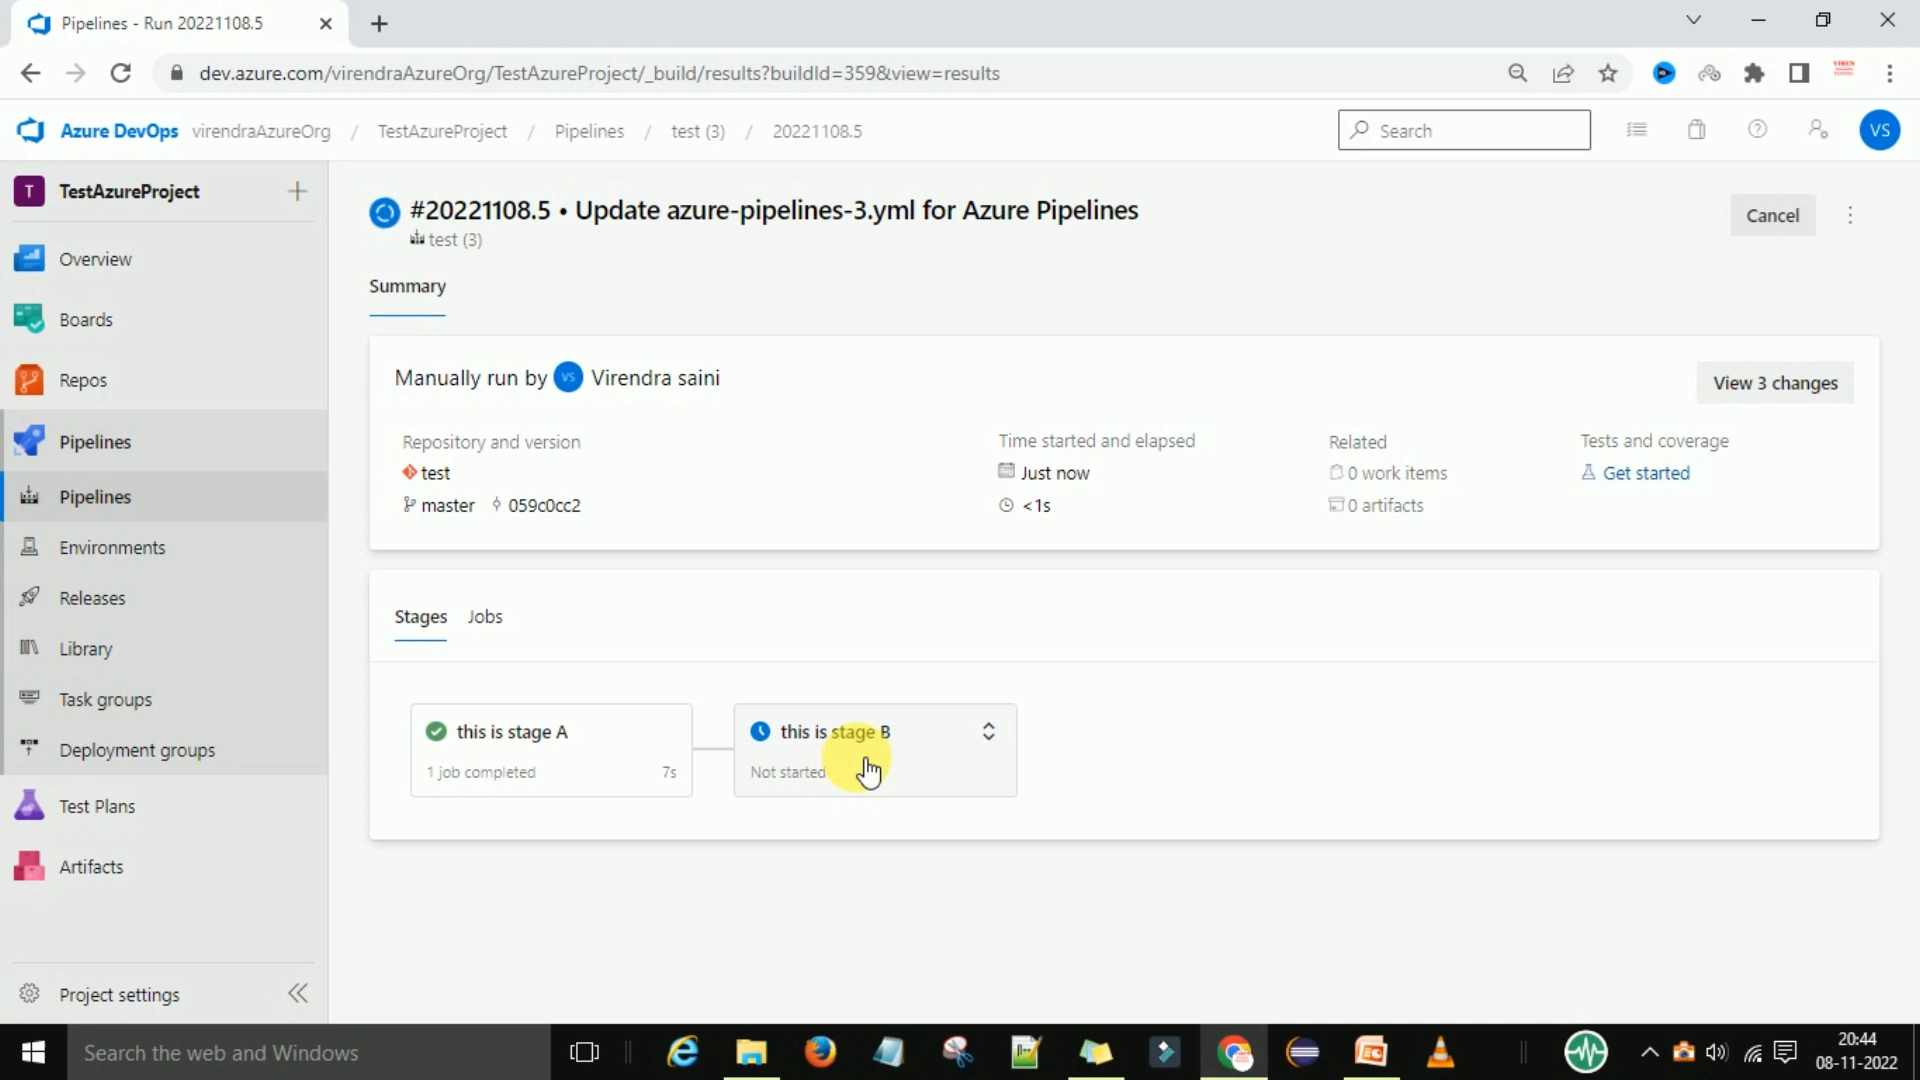 Pipelines - Run 20221108.5
dev.azure.com/virendraAzureOrg/TestAzureProject/_build/results?buildId=359&view=results
Azure DevOps virendraAzureOrg / TestAzureProject / Pipelines / test (3) / 20221108.5
Search
VS
T TestAzureProject
Overview
Boards
Repos
Pipelines
Pipelines
Environments
Releases
Library
Task groups
Deployment groups
Test Plans
Artifacts
Project settings
#20221108.5 • Update azure-pipelines-3.yml for Azure Pipelines
test (3)
Cancel
Summary
Manually run by VS Virendra saini
View 3 changes
Repository and version
test
master 059c0cc2
Time started and elapsed
Just now
<1s
Related
0 work items
0 artifacts
Tests and coverage
Get started
Stages Jobs
this is stage A
1 job completed 7s
this is stage B
Not started
Search the web and Windows
20:44
08-11-2022